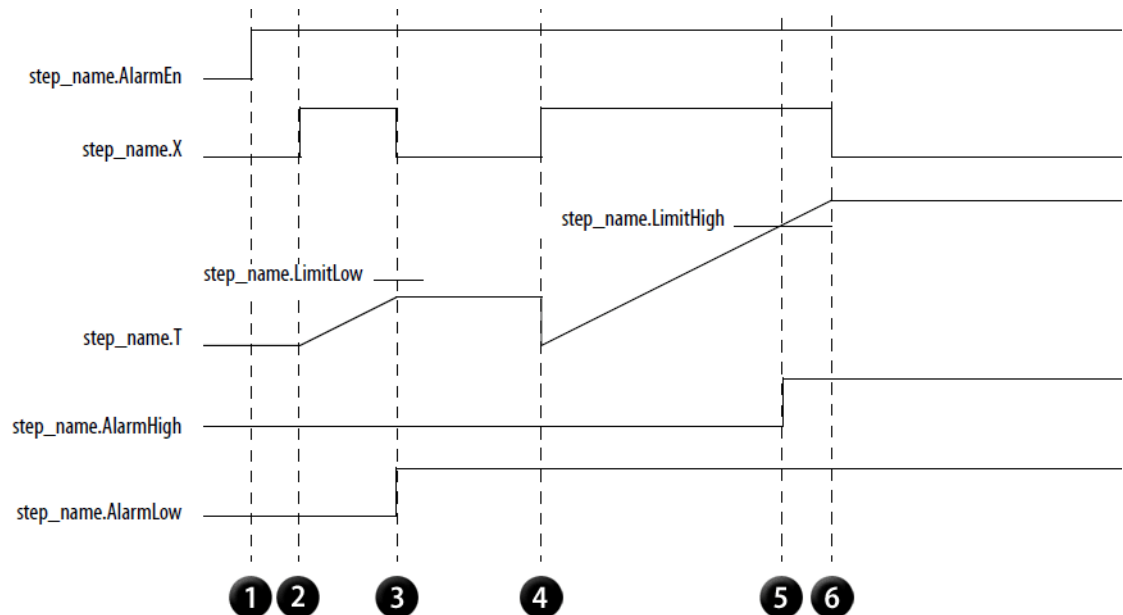 step_name.AlarmEn
step_name.X
step_name.LimitHigh
step_name.LimitLow
step_name.T
step_name.AlarmHigh
step_name.AlarmLow
1 2 3 4 5 6